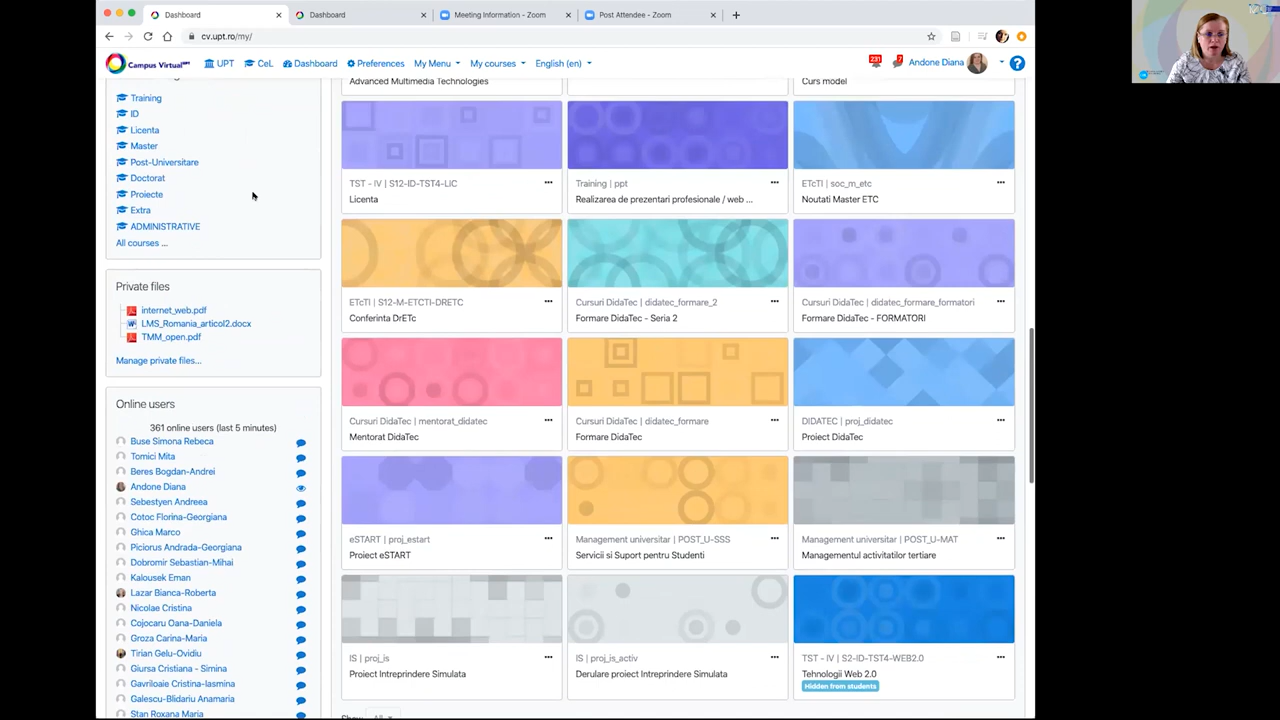 Dashboard
Dashboard
Meeting Information - Zoom
Post Attendee - Zoom
cv.upt.ro/my/
Campus Virtual UPT
UPT
CeL
Dashboard
Preferences
My Menu
My courses
English (en)
231
Andone Diana
Training
ID
Licenta
Master
Post-Universitare
Doctorat
Proiecte
Extra
ADMINISTRATIVE
All courses ...
Private files
internet_web.pdf
LMS_Romania_articol2.docx
TMM_open.pdf
Manage private files...
Online users
361 online users (last 5 minutes)
Buse Simona Rebeca
Tomici Mita
Beres Bogdan-Andrei
Andone Diana
Sebestyen Andreea
Cotoc Florina-Georgiana
Ghica Marco
Piciorus Andrada-Georgiana
Dobromir Sebastian-Mihai
Kalousek Eman
Lazar Bianca-Roberta
Nicolae Cristina
Cojocaru Oana-Daniela
Groza Carina-Maria
Tirian Gelu-Ovidiu
Giursa Cristiana - Simina
Gavriloaie Cristina-Iasmina
Galescu-Blidariu Anamaria
Stan Roxana Maria
Advanced Multimedia Technologies
Curs model
TST - IV | S12-ID-TST4-LIC
Licenta
Training | ppt
Realizarea de prezentari profesionale / web ...
ETcTI | soc_m_etc
Noutati Master ETC
ETcTI | S12-M-ETCTI-DRETC
Conferinta DrETc
Cursuri DidaTec | didatec_formare_2
Formare DidaTec - Seria 2
Cursuri DidaTec | didatec_formare_formatori
Formare DidaTec - FORMATORI
Cursuri DidaTec | mentorat_didatec
Mentorat DidaTec
Cursuri DidaTec | didatec_formare
Formare DidaTec
DIDATEC | proj_didatec
Proiect DidaTec
eSTART | proj_estart
Proiect eSTART
Management universitar | POST_U-SSS
Servicii si Suport pentru Studenti
Management universitar | POST_U-MAT
Managementul activitatilor tertiare
IS | proj_is
Proiect Intreprindere Simulata
IS | proj_is_activ
Derulare proiect Intreprindere Simulata
TST - IV | S2-ID-TST4-WEB2.0
Tehnologii Web 2.0
Hidden from students
Show
All